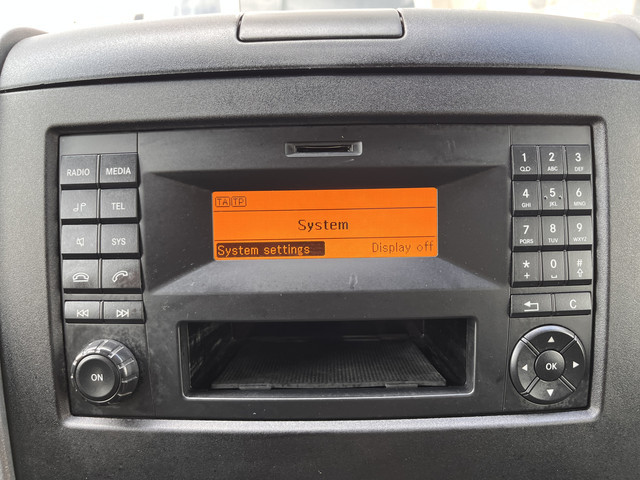 RADIO MEDIA
TEL
SYS
ON
TA TP
System
System settings Display off
1 2 ABC 3 DEF
4 GHI 5 JKL 6 MNO
7 PQRS 8 TUV 9 WXYZ
* + 0 #
C
OK